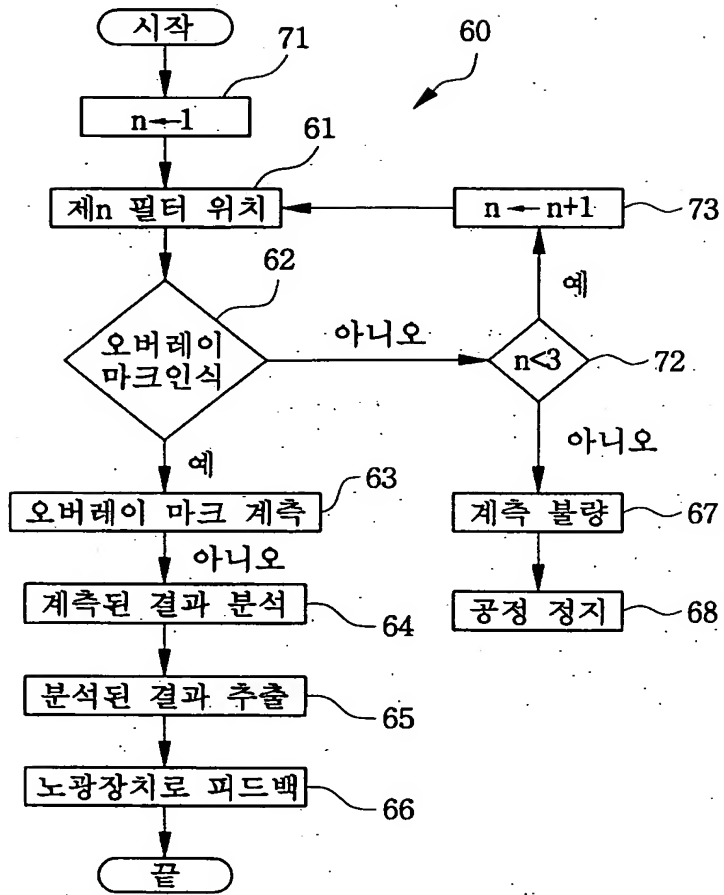 시작
60
71
n←1
61
제n 필터 위치
n ← n+1
73
62
예
오버레이
마크인식
아니오
n<3
72
아니오
예
63
오버레이 마크 계측
계측 불량
67
아니오
계측된 결과 분석
64
공정 정지
68
분석된 결과 추출
65
노광장치로 피드백
66
끝